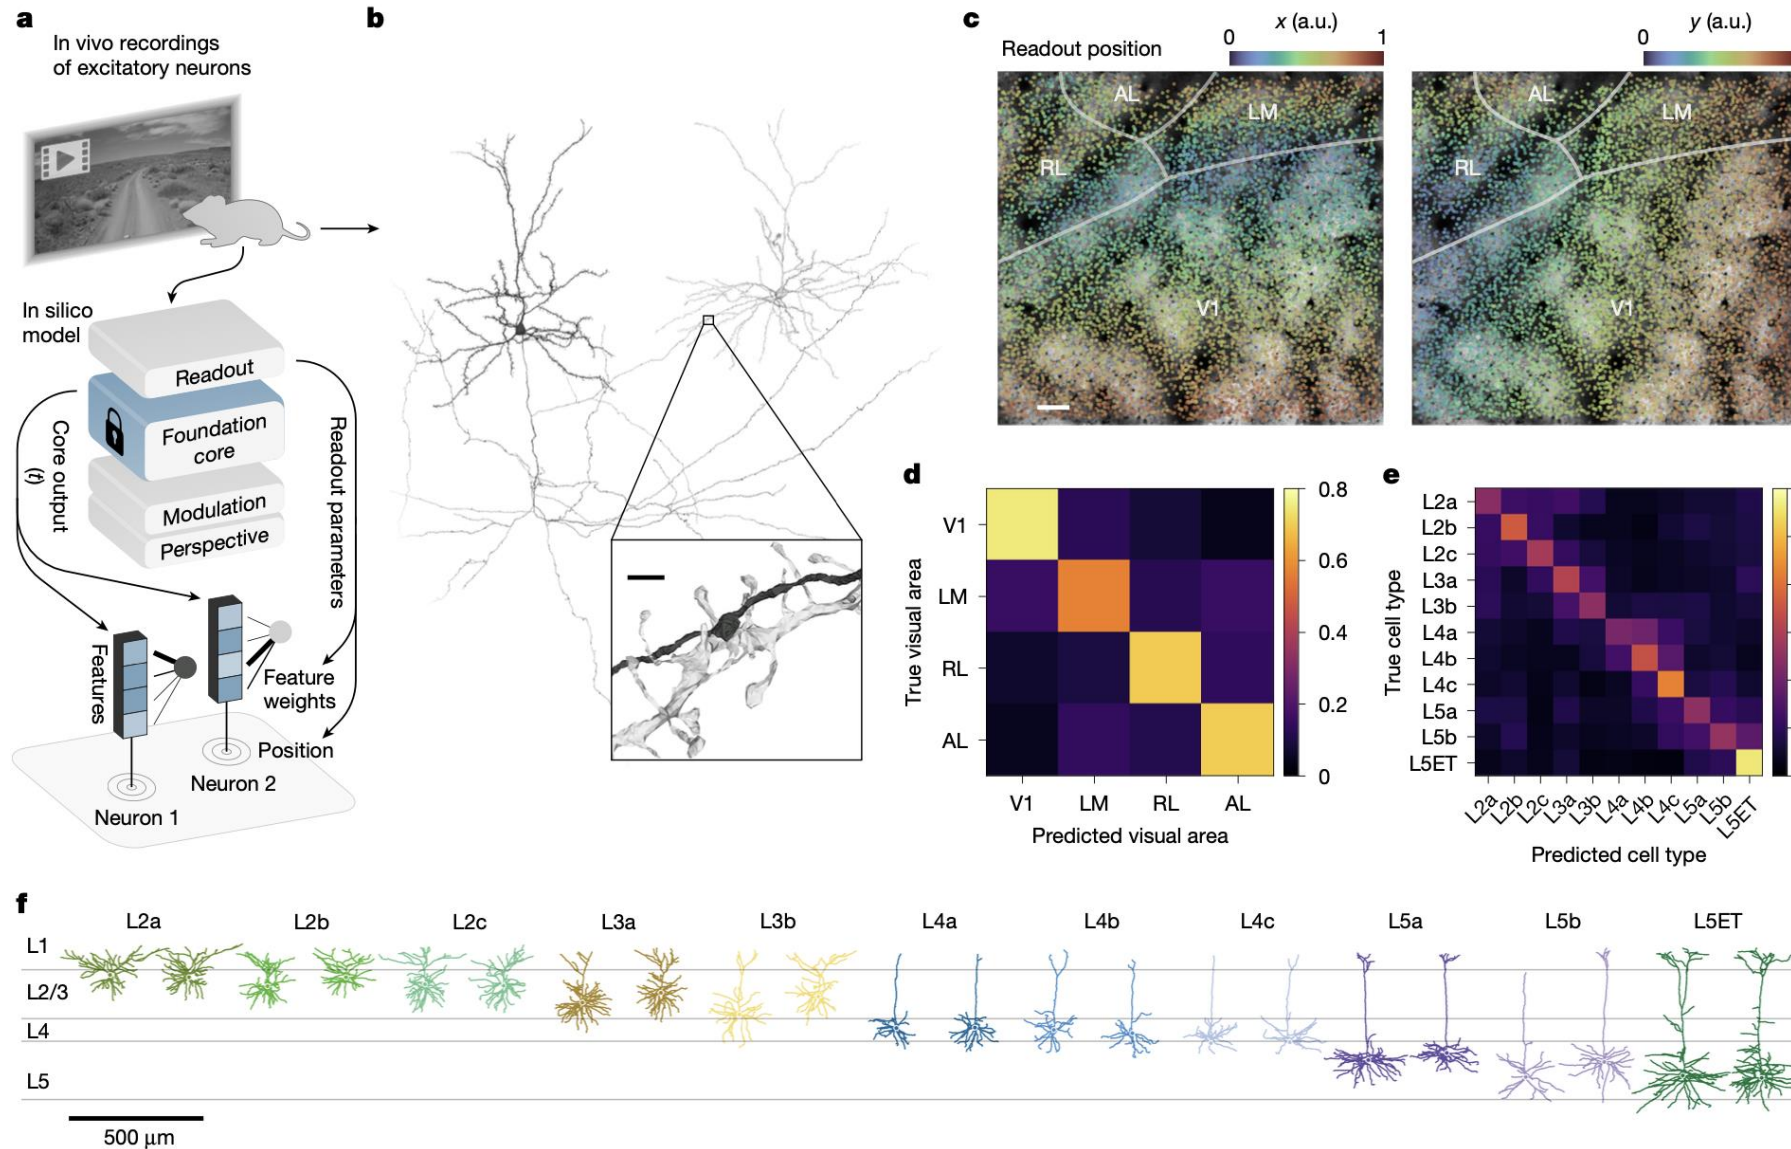 a
In vivo recordings
of excitatory neurons
In silico
model
Readout
Foundation
core
Modulation
Perspective
Core output
(t)
Readout parameters
Features
Feature
weights
Position
Neuron 2
Neuron 1
b
c
Readout position
x (a.u.)
0 1
AL
LM
RL
V1
y (a.u.)
0
AL
LM
RL
V1
d
True visual area
V1
LM
RL
AL
V1 LM RL AL
Predicted visual area
0.8
0.6
0.4
0.2
0
e
True cell type
L2a
L2b
L2c
L3a
L3b
L4a
L4b
L4c
L5a
L5b
L5ET
L2a L2b L2c L3a L3b L4a L4b L4c L5a L5b L5ET
Predicted cell type
f
L2a L2b L2c L3a L3b L4a L4b L4c L5a L5b L5ET
L1
L2/3
L4
L5
500 μm